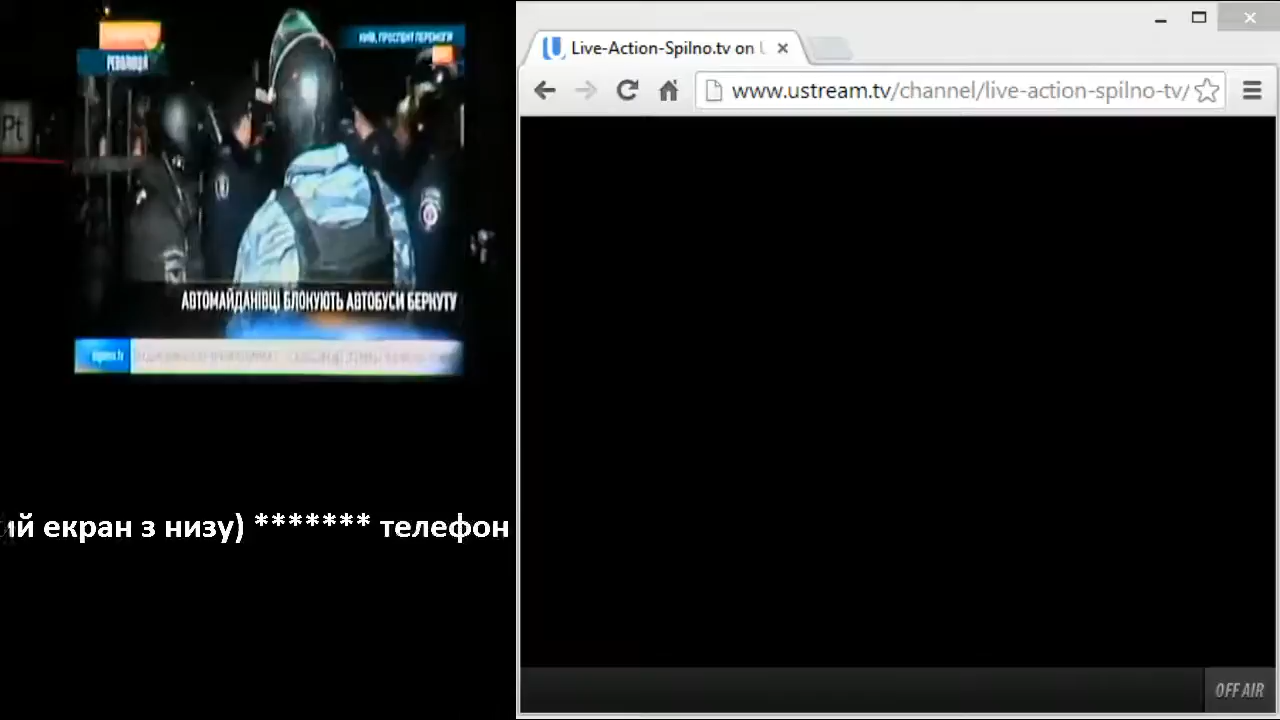 КИЇВ, ПРОСПЕКТ ПЕРЕМОГИ
РЕВОЛЮЦІЯ
Pt
АВТОМАЙДАНІВЦІ БЛОКУЮТЬ АВТОБУСИ БЕРКУТУ
ий екран з низу) ******* телефон
Live-Action-Spilno.tv on U
www.ustream.tv/channel/live-action-spilno-tv/
OFF AIR